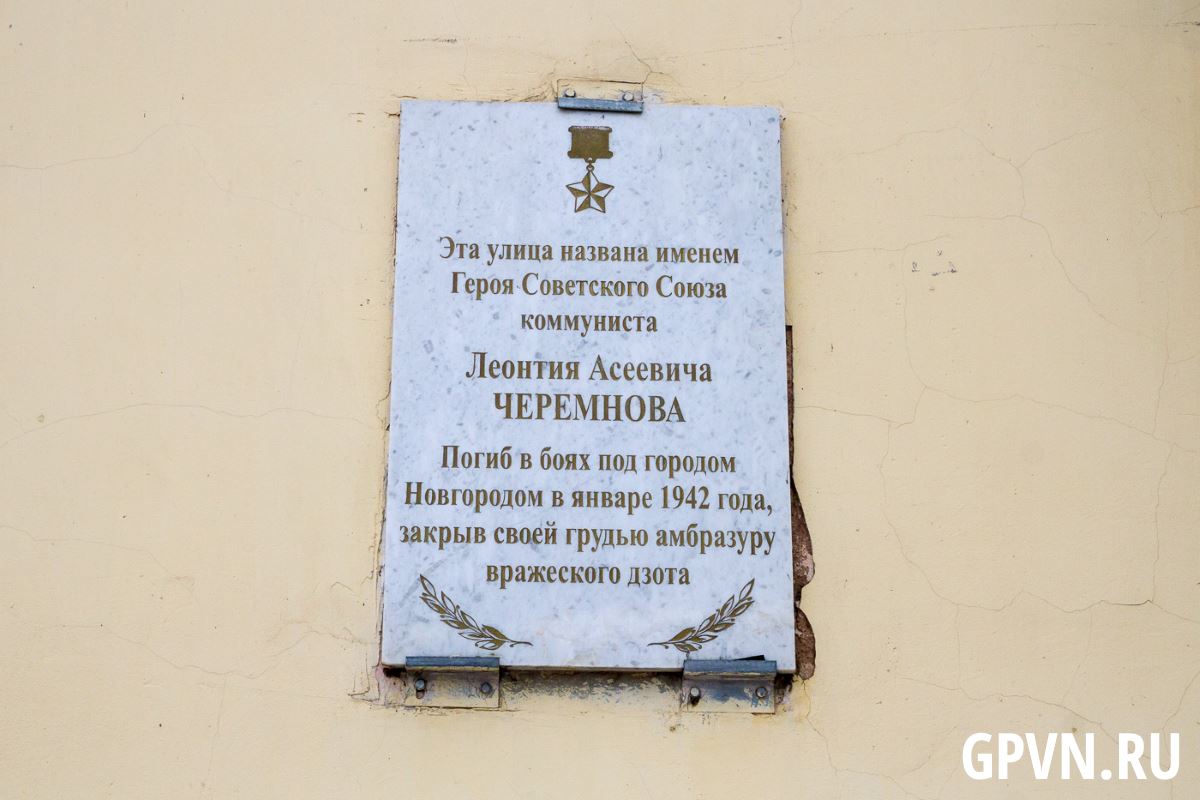 Эта улица названа именем
Героя Советского Союза
коммуниста
Леонтия Асеевича
ЧЕРЕМНОВА
Погиб в боях под городом
Новгородом в январе 1942 года,
закрыв своей грудью амбразуру
вражеского дзота
GPVN.RU